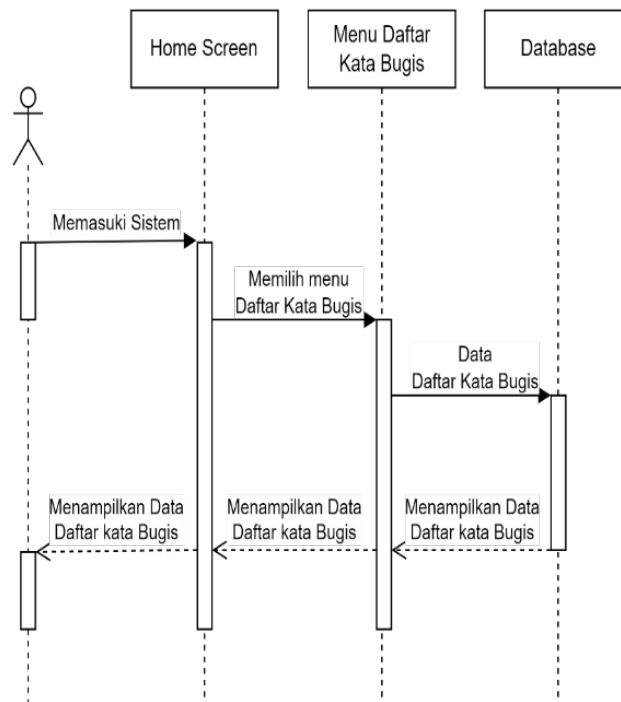 Home Screen
Menu Daftar
Kata Bugis
Database
Memasuki Sistem
Memilih menu
Daftar Kata Bugis
Data
Daftar Kata Bugis
Menampilkan Data
Daftar kata Bugis
Menampilkan Data
Daftar kata Bugis
Menampilkan Data
Daftar kata Bugis